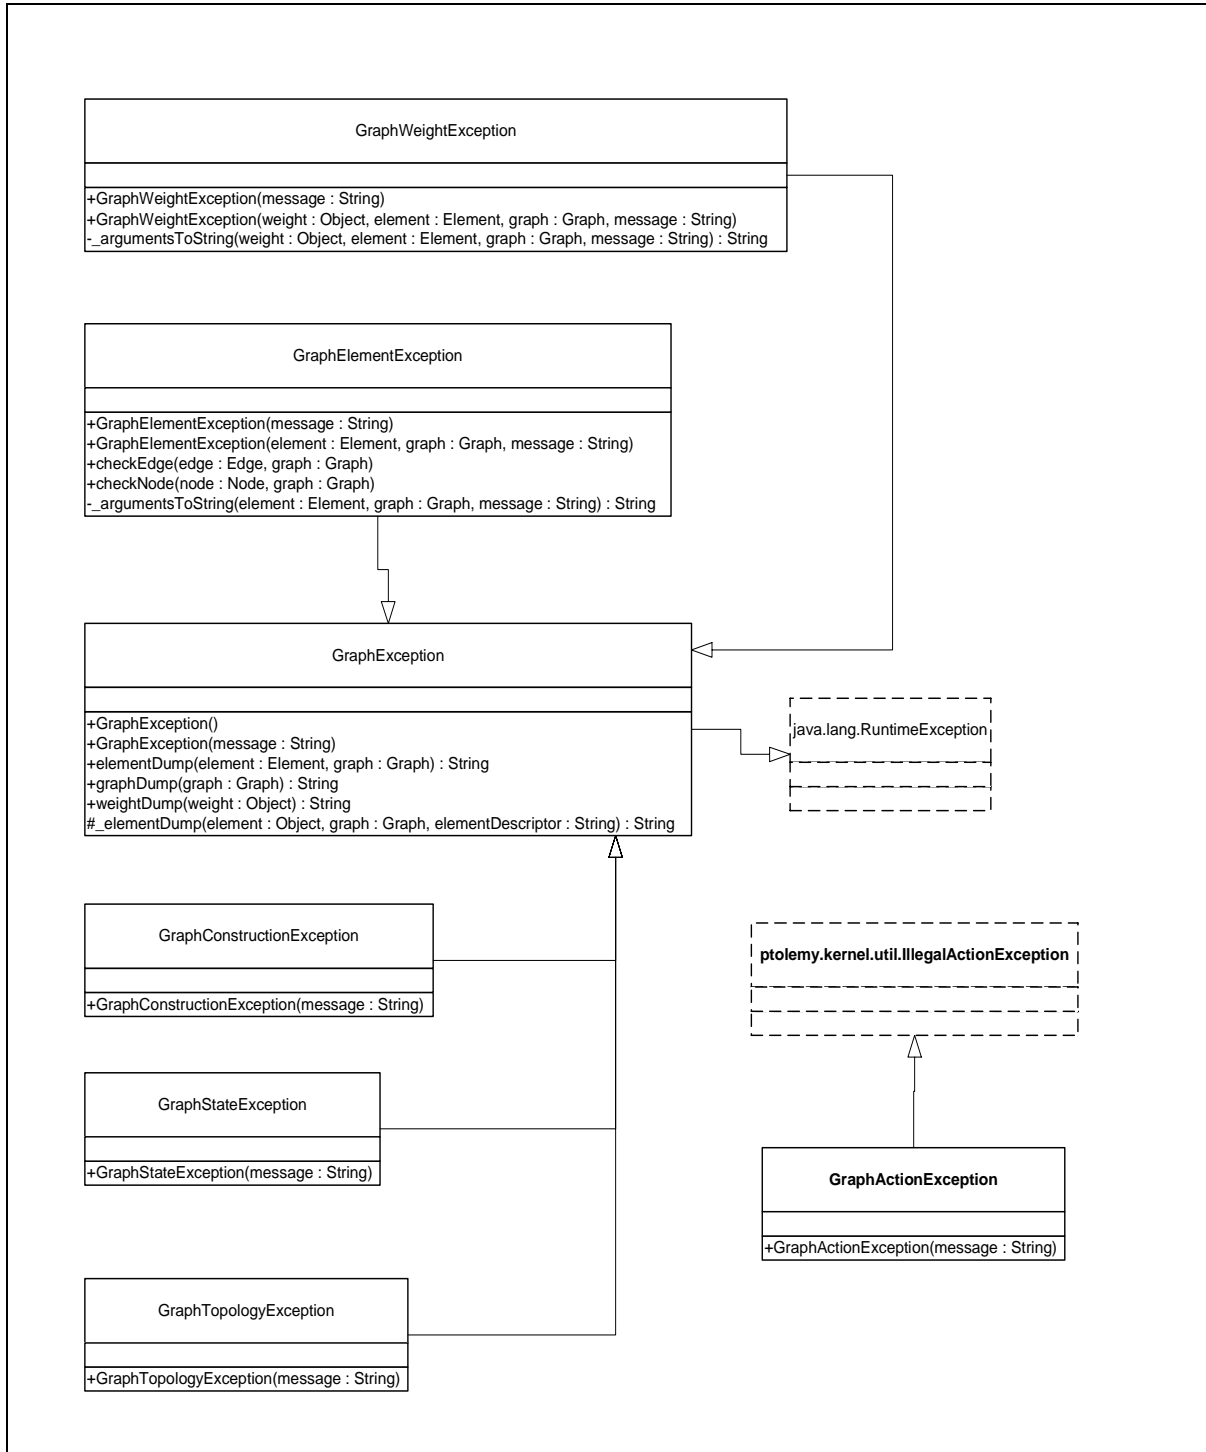 GraphWeightException
+GraphWeightException(message : String)
+GraphWeightException(weight : Object, element : Element, graph : Graph, message : String)
-_argumentsToString(weight : Object, element : Element, graph : Graph, message : String) : String
GraphElementException
+GraphElementException(message : String)
+GraphElementException(element : Element, graph : Graph, message : String)
+checkEdge(edge : Edge, graph : Graph)
+checkNode(node : Node, graph : Graph)
-_argumentsToString(element : Element, graph : Graph, message : String) : String
GraphException
+GraphException()
+GraphException(message : String)
+elementDump(element : Element, graph : Graph) : String
+graphDump(graph : Graph) : String
+weightDump(weight : Object) : String
#_elementDump(element : Object, graph : Graph, elementDescriptor : String) : String
java.lang.RuntimeException
GraphConstructionException
+GraphConstructionException(message : String)
ptolemy.kernel.util.IllegalActionException
GraphStateException
+GraphStateException(message : String)
GraphActionException
+GraphActionException(message : String)
GraphTopologyException
+GraphTopologyException(message : String)